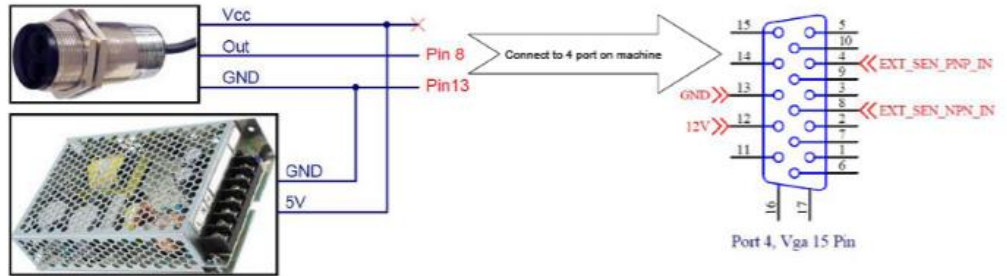 Vcc
Out
GND
Pin 8
Pin13
GND
5V
Connect to 4 port on machine
15
14
GND
13
12V
12
11
5
10
4
EXT_SEN_PNP_IN
9
3
8
EXT_SEN_NPN_IN
2
7
1
6
16
17
Port 4, Vga 15 Pin